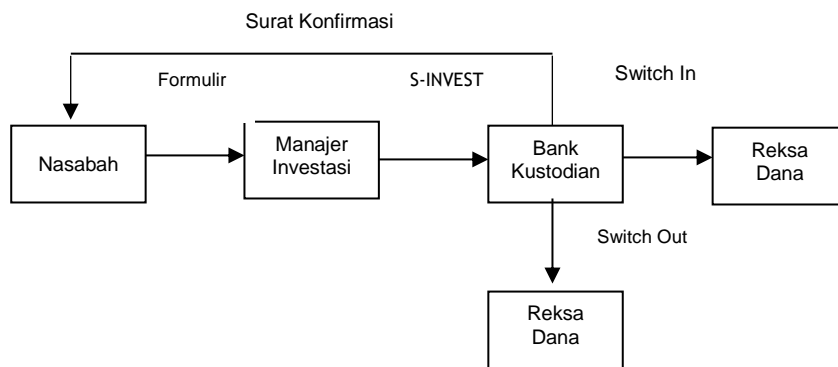 Surat Konfirmasi
Formulir
S-INVEST
Switch In
Nasabah
Manajer
Investasi
Bank
Kustodian
Reksa
Dana
Switch Out
Reksa
Dana